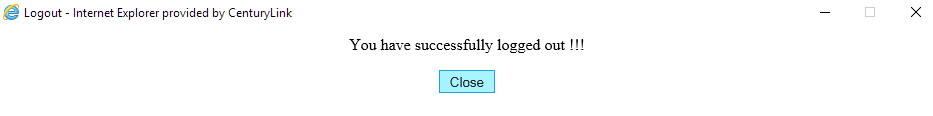 Logout - Internet Explorer provided by CenturyLink
You have successfully logged out !!!
Close